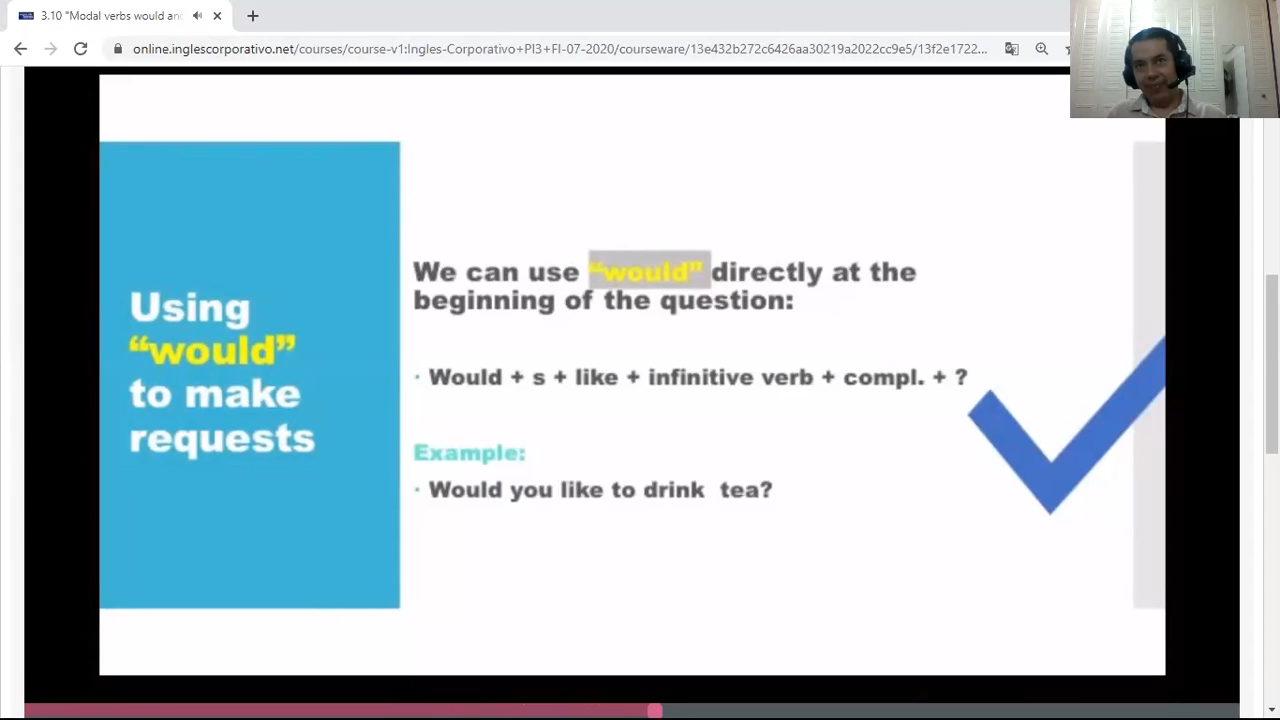 3.10 "Modal verbs would an
online.inglescorporativo.net/courses/course-v1:Ingles-Corporativo+PI3+FI-07-2020/courseware/13e432b272c6426aa30219a2022cc9e5/13f2e1722...
Using
“would”
to make
requests
We can use “would” directly at the
beginning of the question:
· Would + s + like + infinitive verb + compl. + ?
Example:
· Would you like to drink tea?